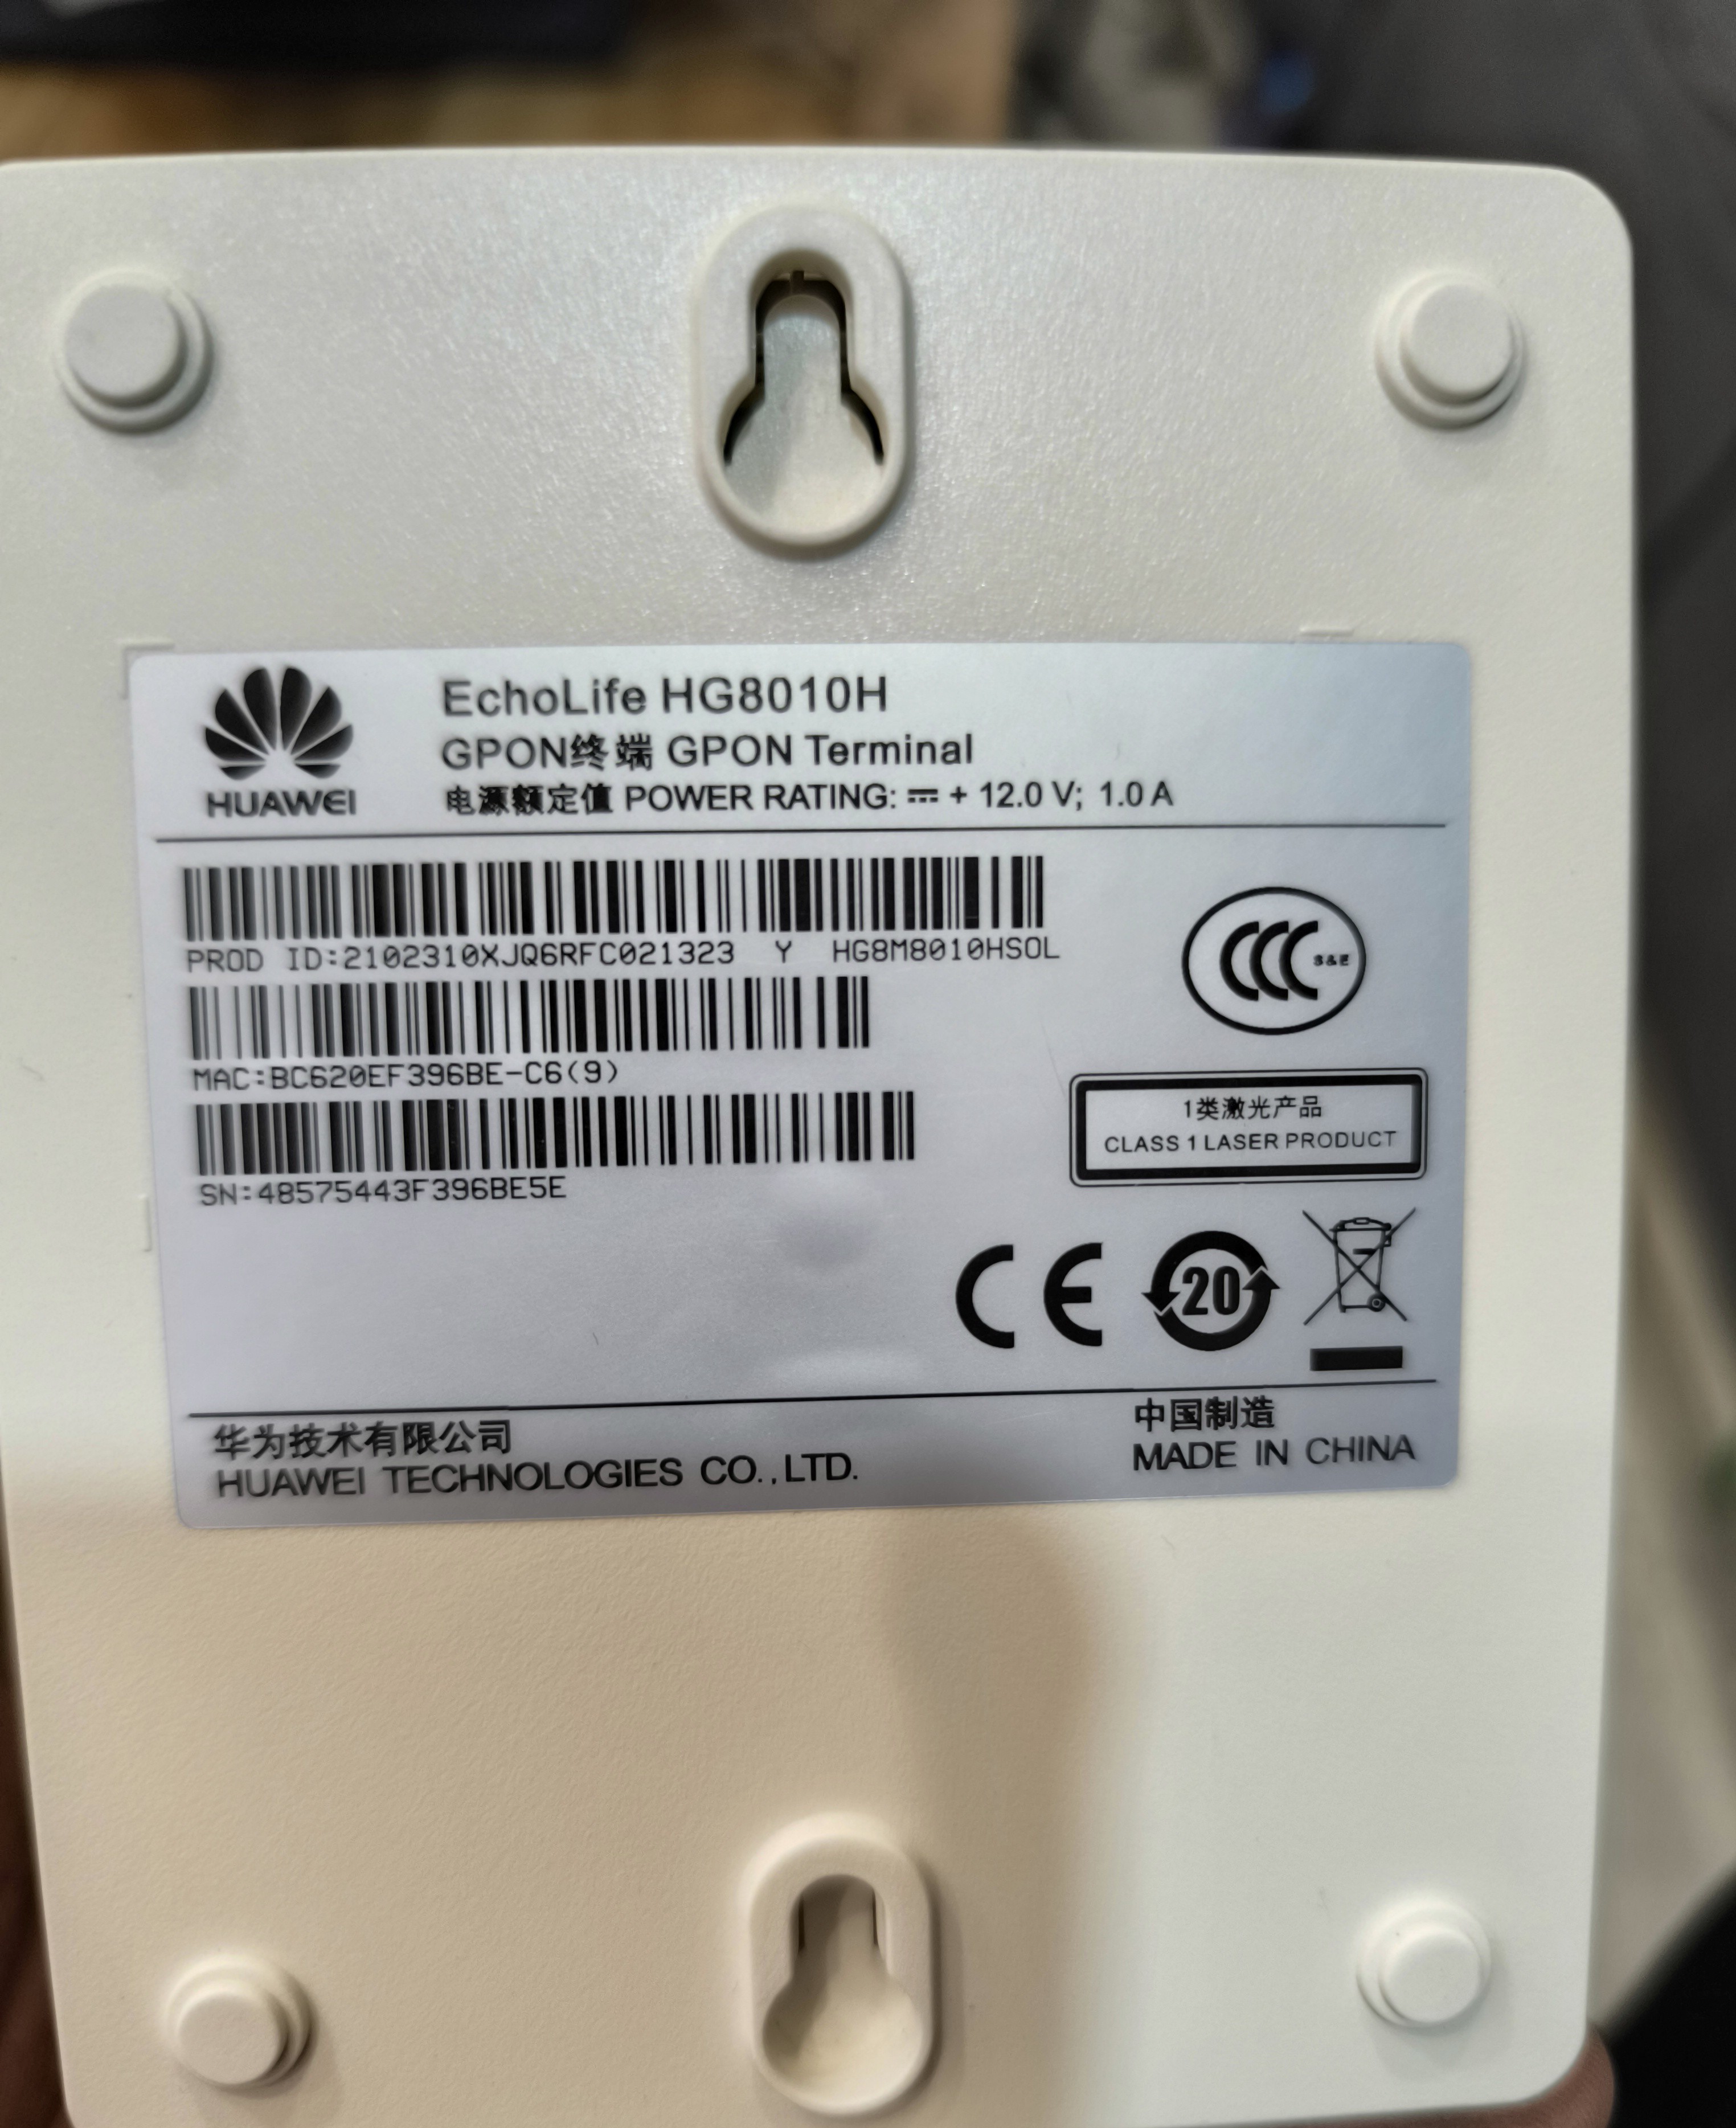 HUAWEI
EchoLife HG8010H
GPON终端 GPON Terminal
电源额定值 POWER RATING: ⎓ + 12.0 V; 1.0 A
PROD ID:2102310XJQ6RFC021323 Y HG8M8010HSOL
MAC:BC620EF396BE-C6(9)
SN:48575443F396BE5E
CCC S&E
1类激光产品
CLASS 1 LASER PRODUCT
CE
20
华为技术有限公司
HUAWEI TECHNOLOGIES CO.,LTD.
中国制造
MADE IN CHINA